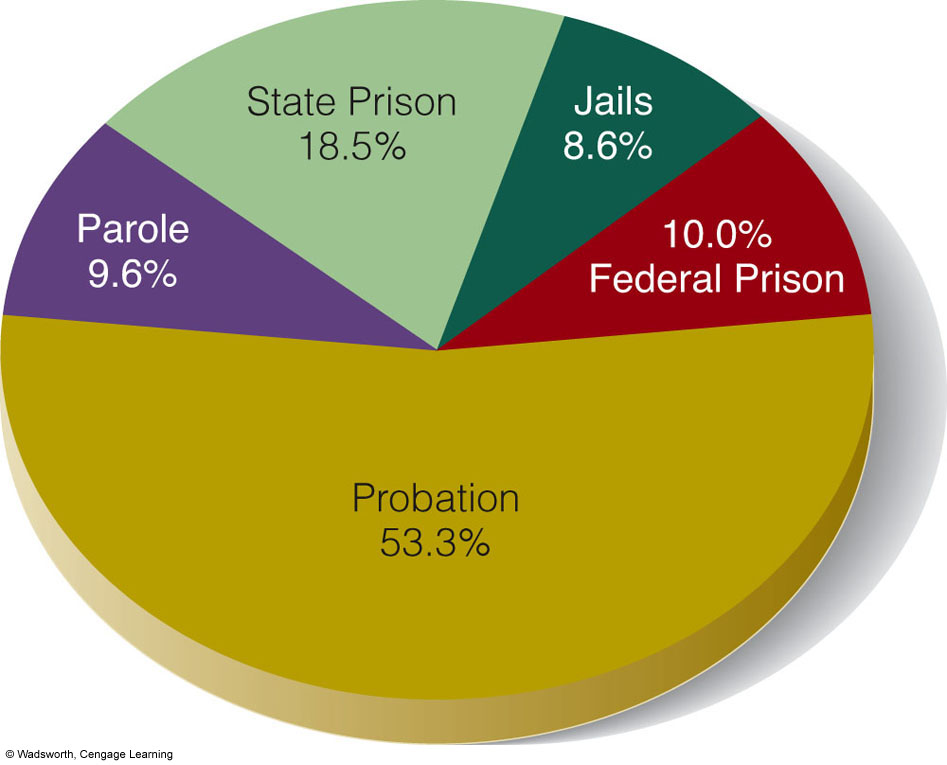 State Prison
18.5%
Jails
8.6%
Parole
9.6%
10.0%
Federal Prison
Probation
53.3%
© Wadsworth, Cengage Learning